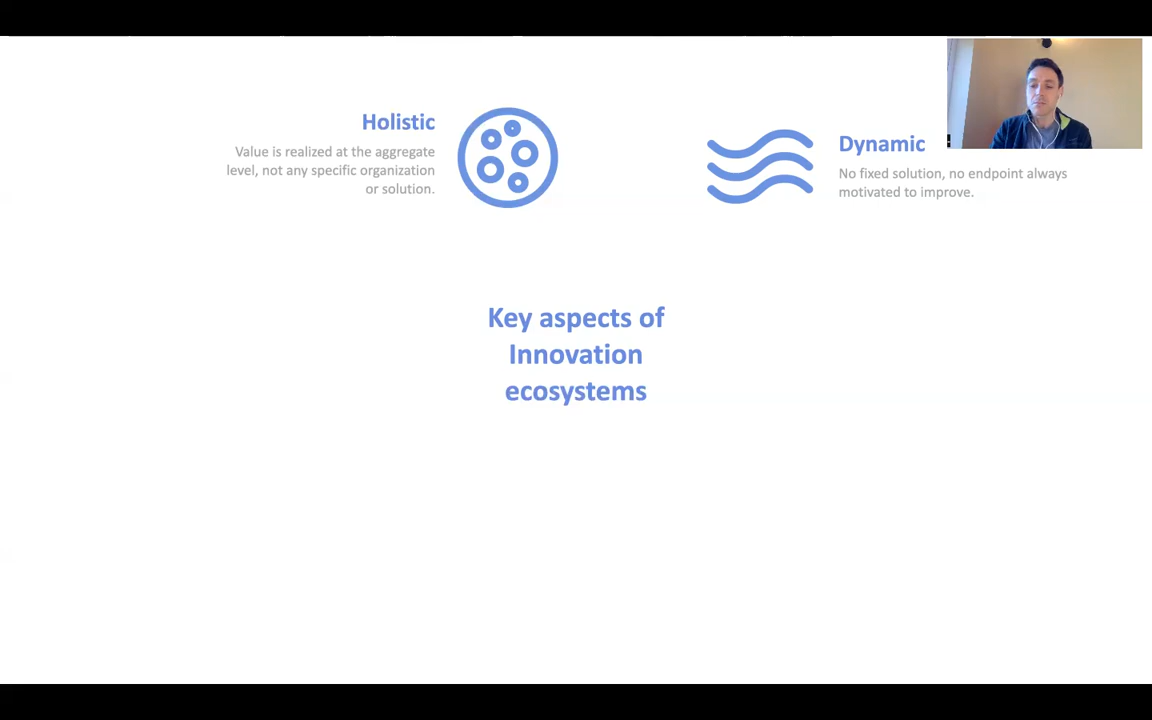 Holistic
Value is realized at the aggregate
level, not any specific organization
or solution.
Dynamic
No fixed solution, no endpoint always
motivated to improve.
Key aspects of
Innovation
ecosystems